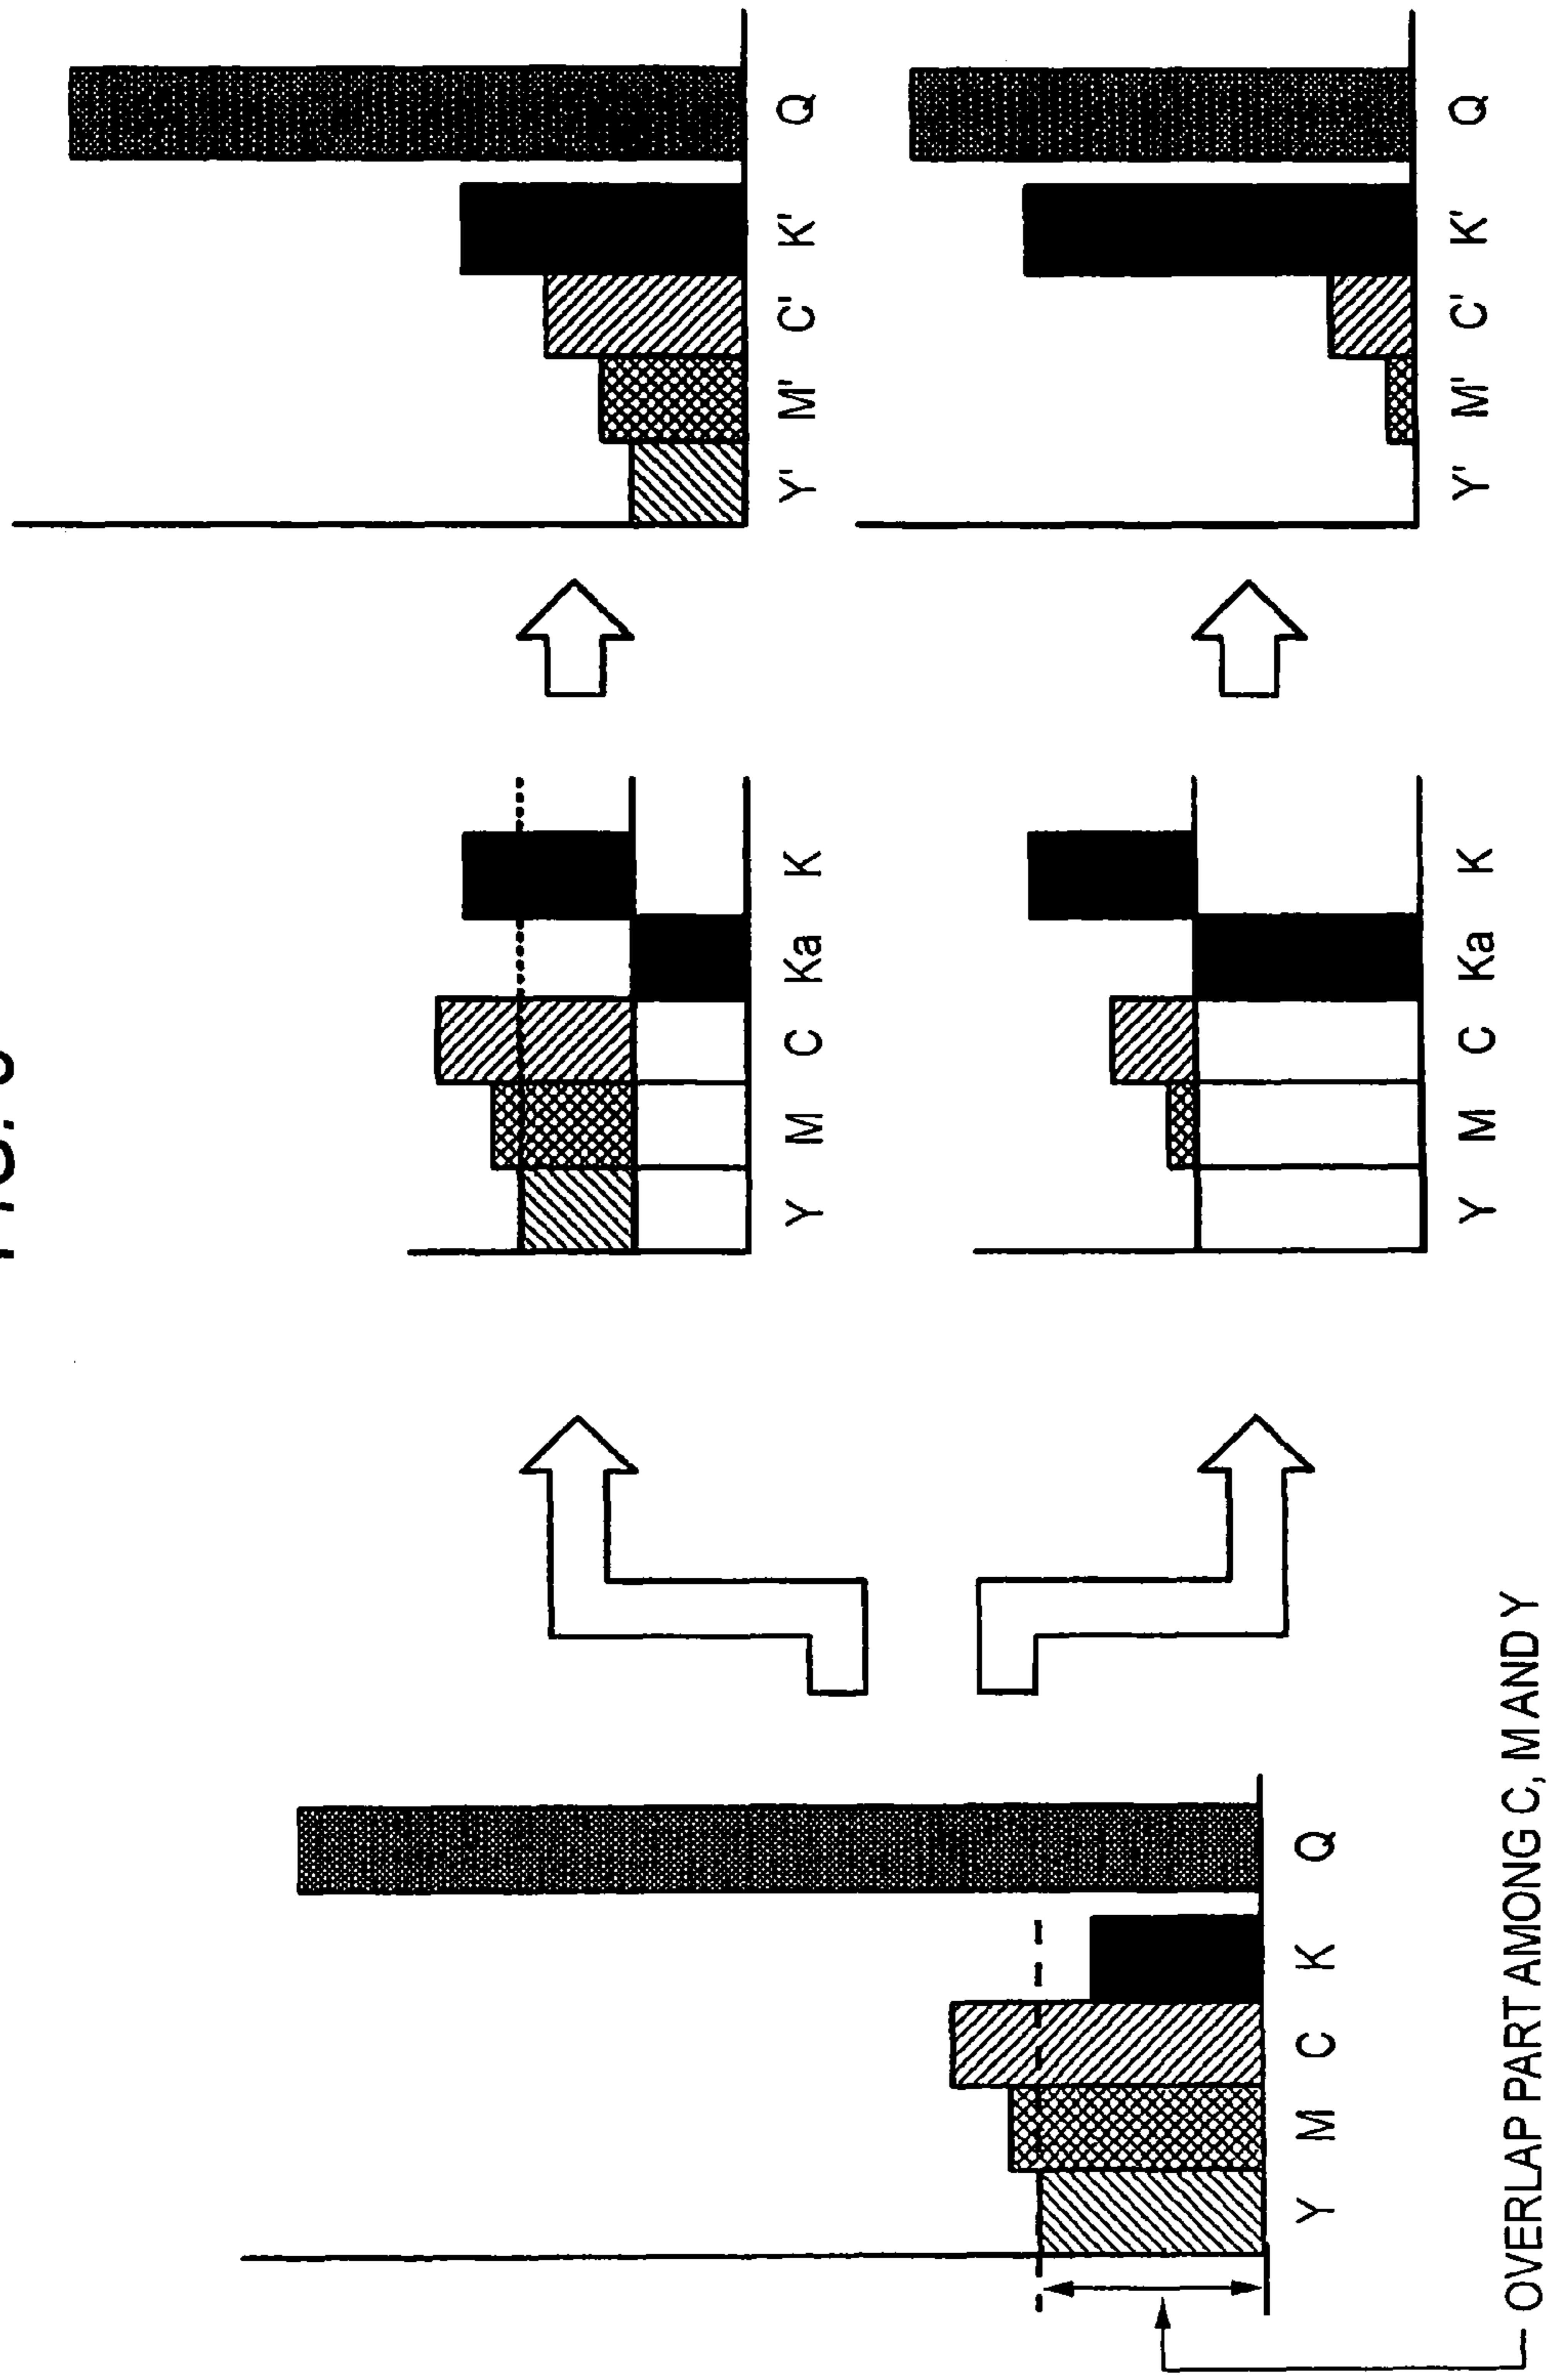 Y M C K Q
OVERLAP PART AMONG C, M AND Y
Y M C Ka K
Y' M' C' K' Q
Y M C Ka K
Y' M' C' K' Q